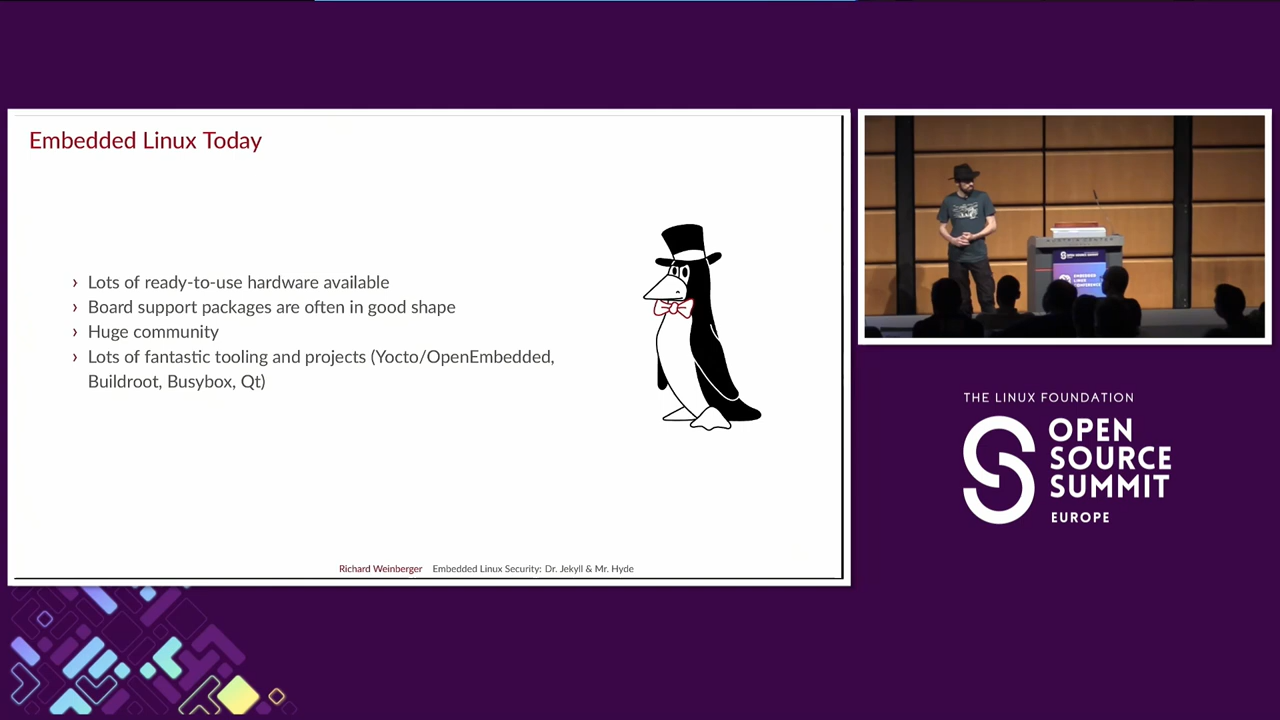 Embedded Linux Today
› Lots of ready-to-use hardware available
› Board support packages are often in good shape
› Huge community
› Lots of fantastic tooling and projects (Yocto/OpenEmbedded,
Buildroot, Busybox, Qt)
Richard Weinberger Embedded Linux Security: Dr. Jekyll & Mr. Hyde
THE LINUX FOUNDATION
OPEN
SOURCE
SUMMIT
EUROPE